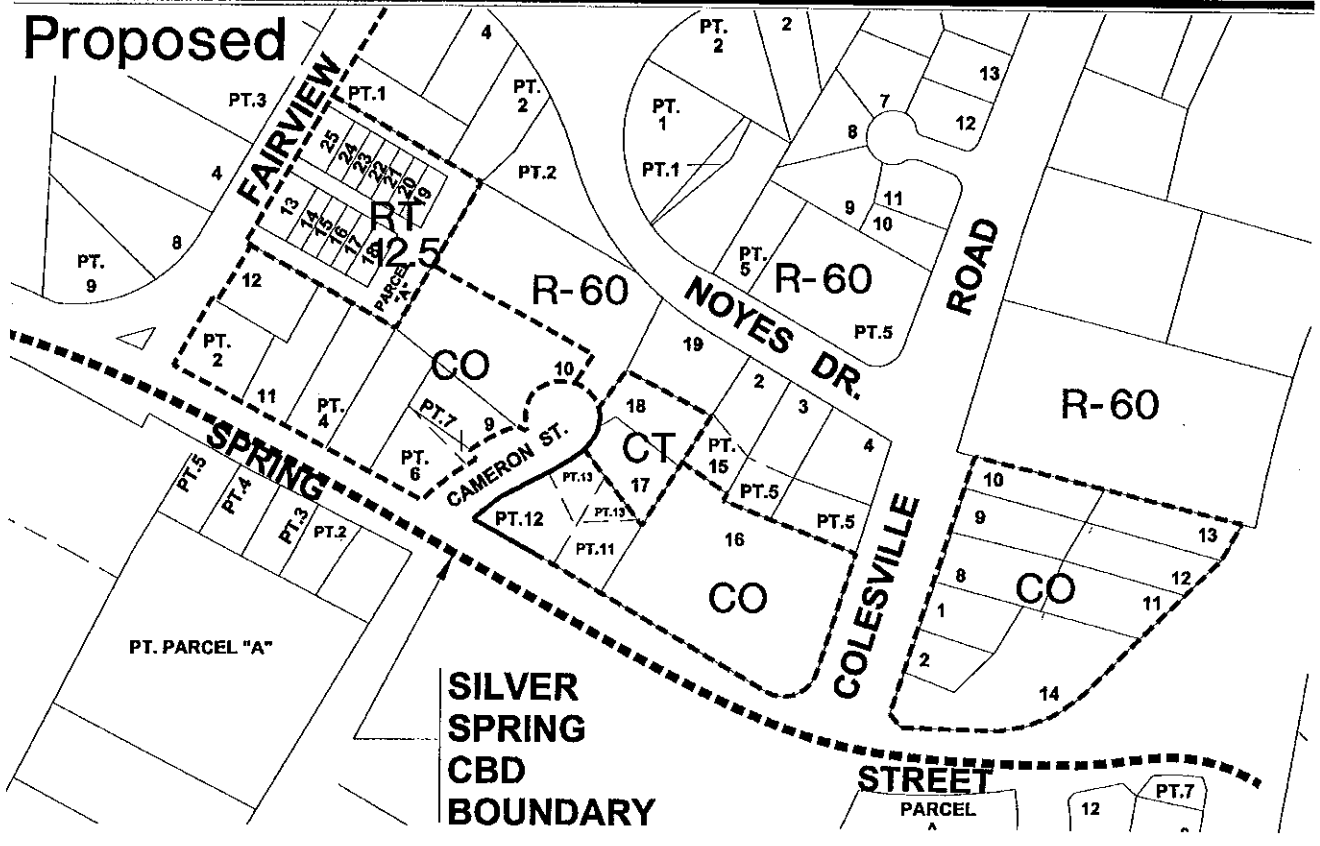 Proposed
PT.3
FAIRVIEW
PT.1
4
PT.
2
PT.2
PT.
2
2
PT.
1
PT.1
7
8
13
12
11
10
9
4
8
PT.
9
25
24
23
22
21
20
19
13
14
15
16
17
18
RT
12.5
PARCEL
"A"
12
PT.
2
11
PT.
4
PT.
6
PT.7
9
10
CO
R-60
CAMERON ST.
NOYES DR.
PT.
5
R-60
PT.5
ROAD
19
2
3
4
18
CT
17
PT.
15
PT.5
PT.5
PT.13
PT.13
PT.12
PT.11
16
CO
COLESVILLE
R-60
10
9
8
1
2
13
12
11
14
CO
SPRING
PT.5
PT.4
PT.3
PT.2
PT. PARCEL "A"
SILVER
SPRING
CBD
BOUNDARY
STREET
PARCEL
12
PT.7